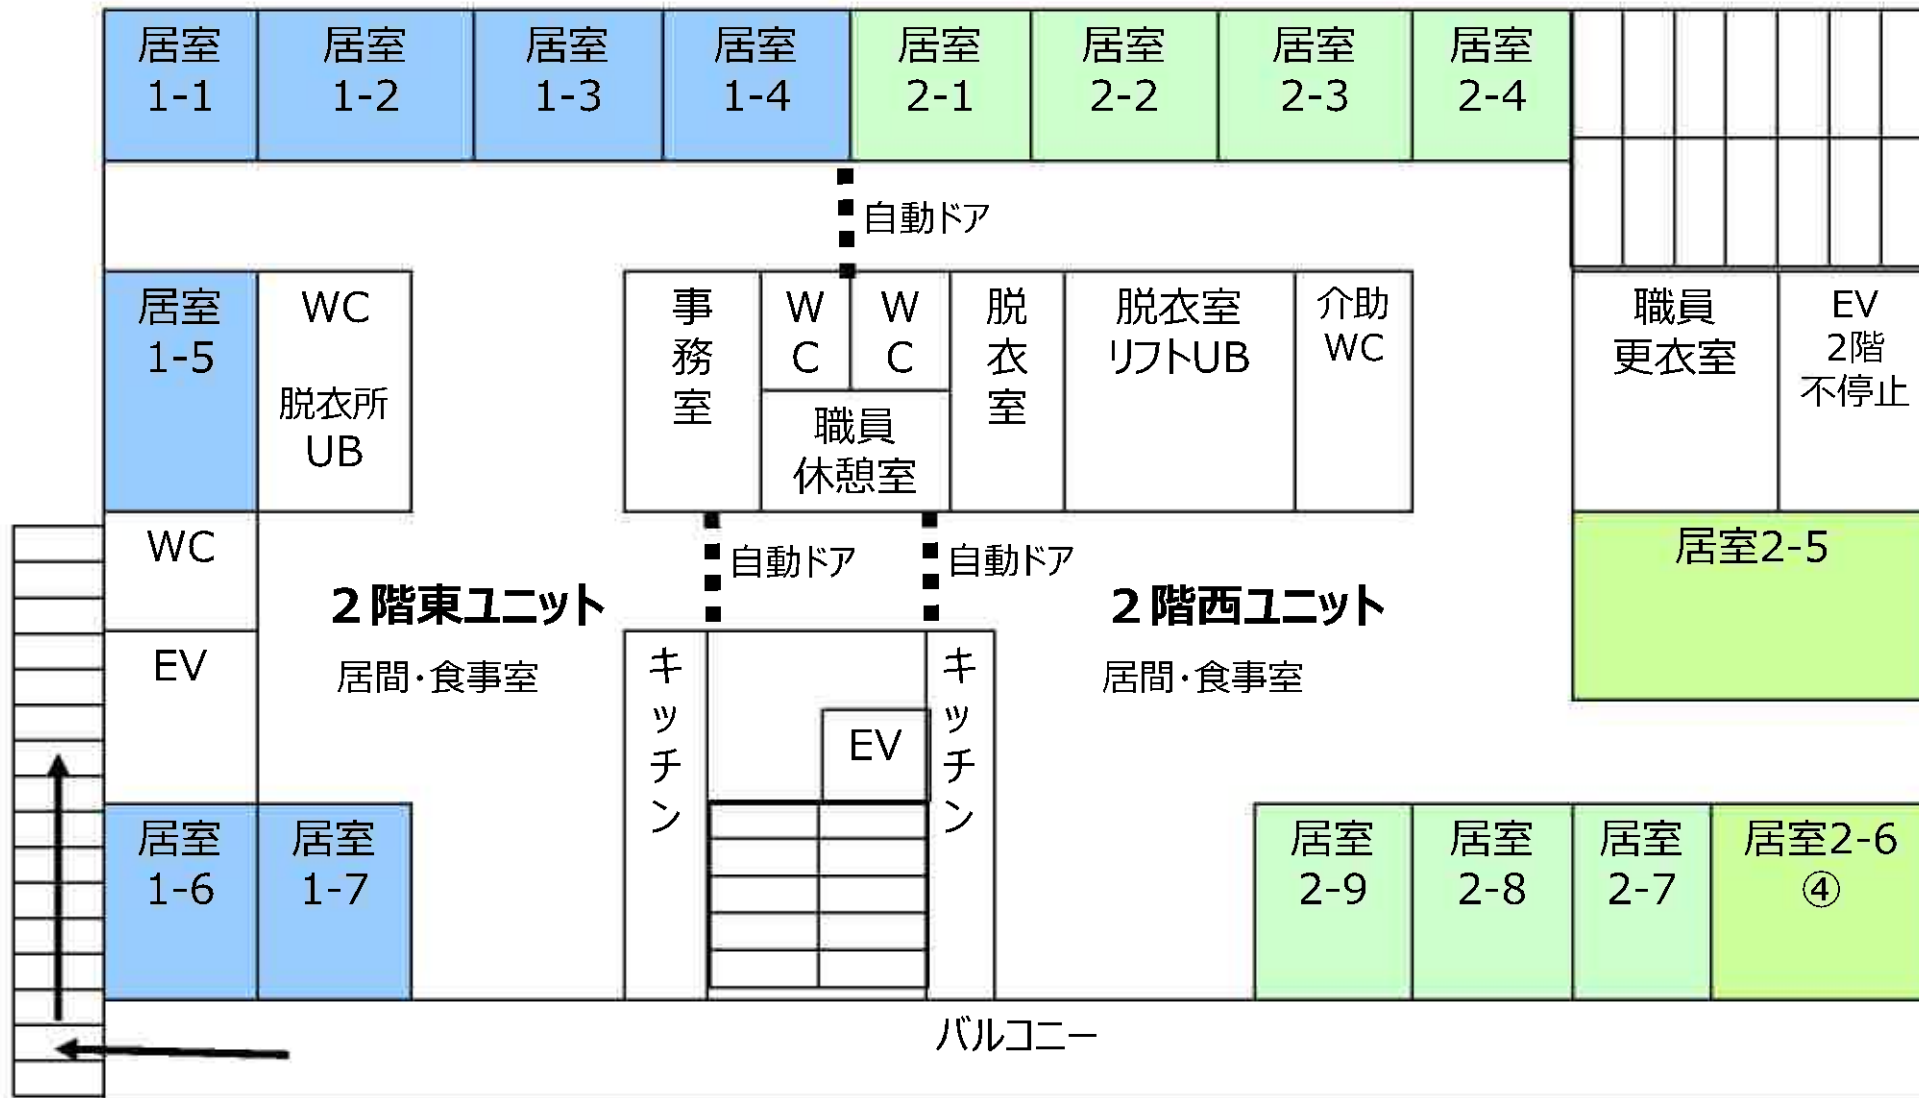 居室
1-1
居室
1-2
居室
1-3
居室
1-4
居室
2-1
居室
2-2
居室
2-3
居室
2-4
自動ドア
居室
1-5
WC
脱衣所
UB
事
務
室
W
C
W
C
職員
休憩室
脱
衣
室
脱衣室
リフトUB
介助
WC
職員
更衣室
EV
2階
不停止
WC
自動ドア
自動ドア
居室2-5
2階東ユニット
2階西ユニット
EV
居間・食事室
キ
ッ
チ
ン
キ
ッ
チ
ン
居間・食事室
EV
居室
1-6
居室
1-7
居室
2-9
居室
2-8
居室
2-7
居室2-6
④
バルコニー